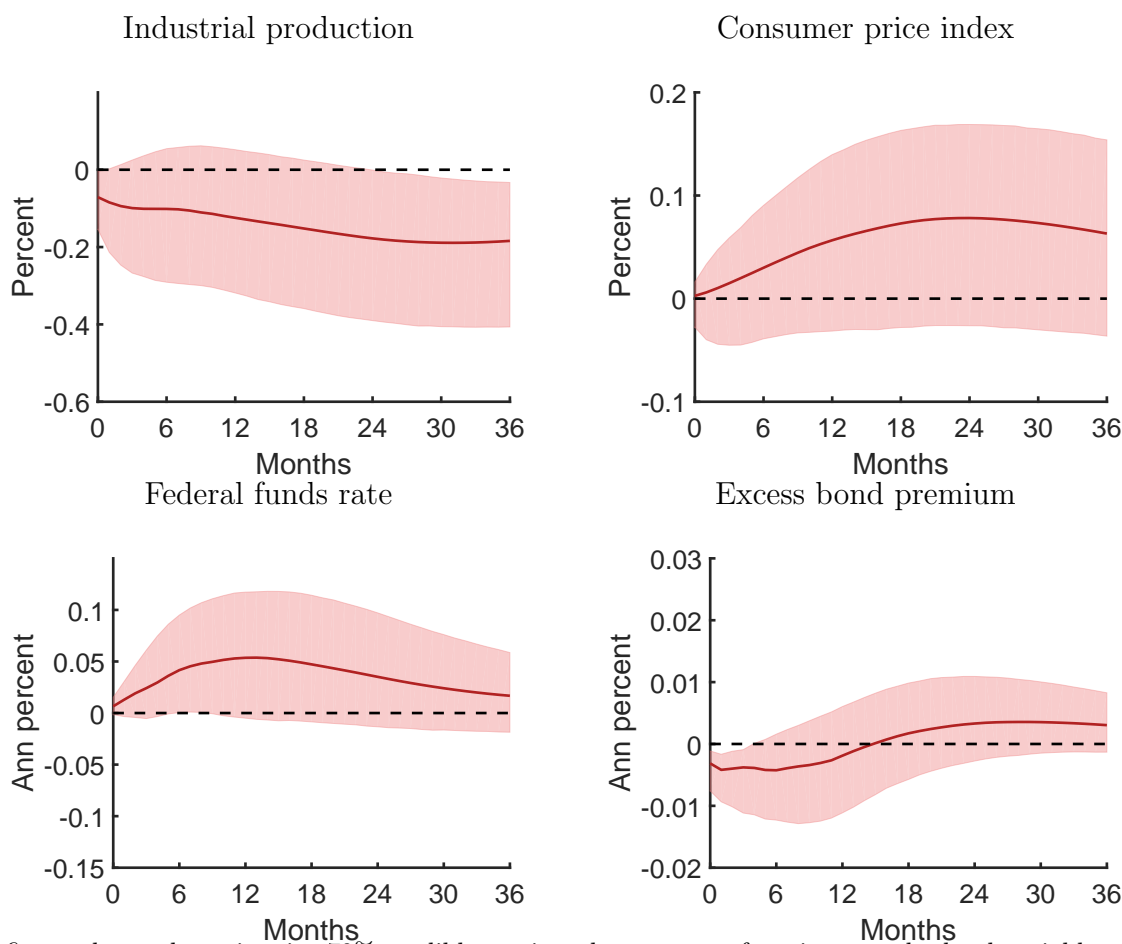 Industrial production
Percent
0
-0.2
-0.4
-0.6
0 6 12 18 24 30 36
Months
Consumer price index
Percent
0.2
0.1
0
-0.1
0 6 12 18 24 30 36
Months
Federal funds rate
Ann percent
0.1
0.05
0
-0.05
-0.1
-0.15
0 6 12 18 24 30 36
Months
Excess bond premium
Ann percent
0.03
0.02
0.01
0
-0.01
-0.02
0 6 12 18 24 30 36
Months